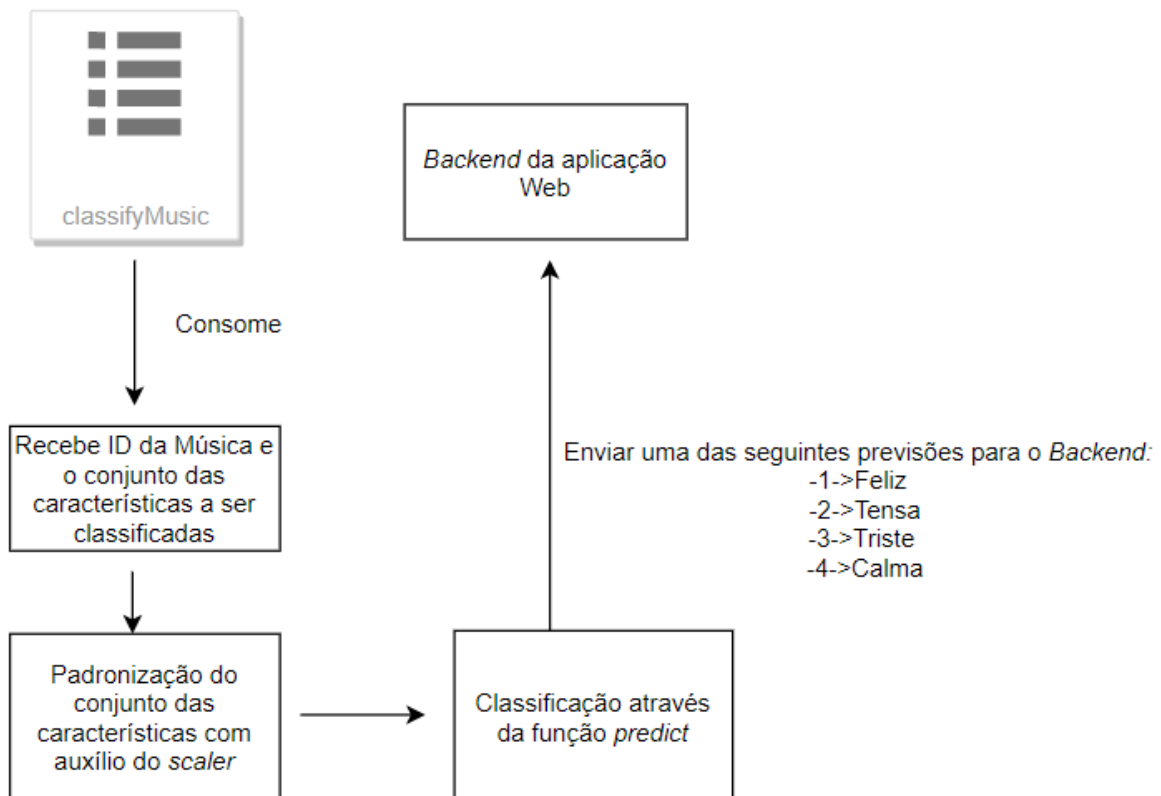 classifyMusic
Consome
Recebe ID da Música e
o conjunto das
características a ser
classificadas
Padronização do
conjunto das
características com
auxílio do scaler
Classificação através
da função predict
Enviar uma das seguintes previsões para o Backend:
-1->Feliz
-2->Tensa
-3->Triste
-4->Calma
Backend da aplicação
Web